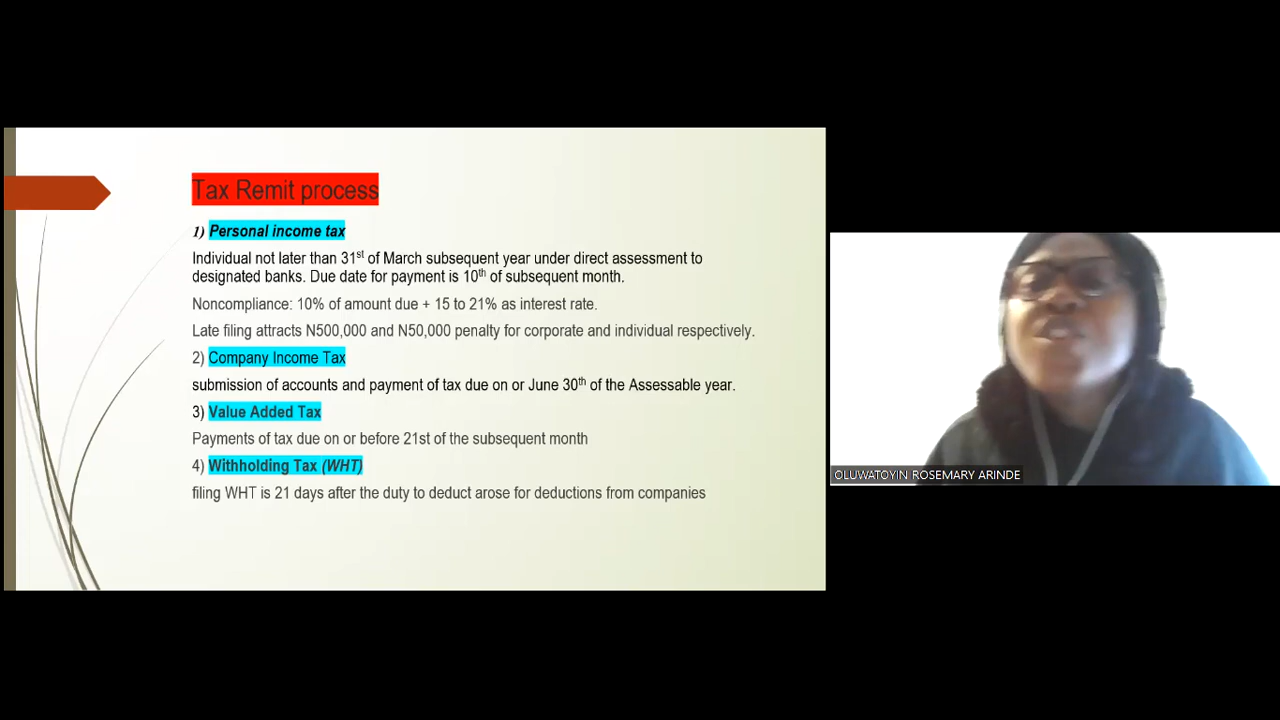 Tax Remit process
1) Personal income tax
Individual not later than 31st of March subsequent year under direct assessment to
designated banks. Due date for payment is 10th of subsequent month.
Noncompliance: 10% of amount due + 15 to 21% as interest rate.
Late filing attracts N500,000 and N50,000 penalty for corporate and individual respectively.
2) Company Income Tax
submission of accounts and payment of tax due on or June 30th of the Assessable year.
3) Value Added Tax
Payments of tax due on or before 21st of the subsequent month
4) Withholding Tax (WHT)
filing WHT is 21 days after the duty to deduct arose for deductions from companies
OLUWATOYIN ROSEMARY ARINDE